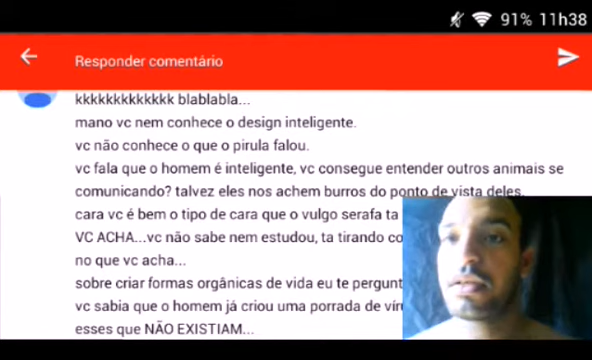 91% 11h38
Responder comentário
kkkkkkkkkkkkk blablabla...
mano vc nem conhece o design inteligente.
vc não conhece o que o pirula falou.
vc fala que o homem é inteligente, vc consegue entender outros animais se
comunicando? talvez eles nos achem burros do ponto de vista deles.
cara vc é bem o tipo de cara que o vulgo serafa ta
VC ACHA...vc não sabe nem estudou, ta tirando
no que vc acha...
sobre criar formas orgânicas de vida eu te
vc sabia que o homem já criou uma porrada de
esses que NÃO EXISTIAM...